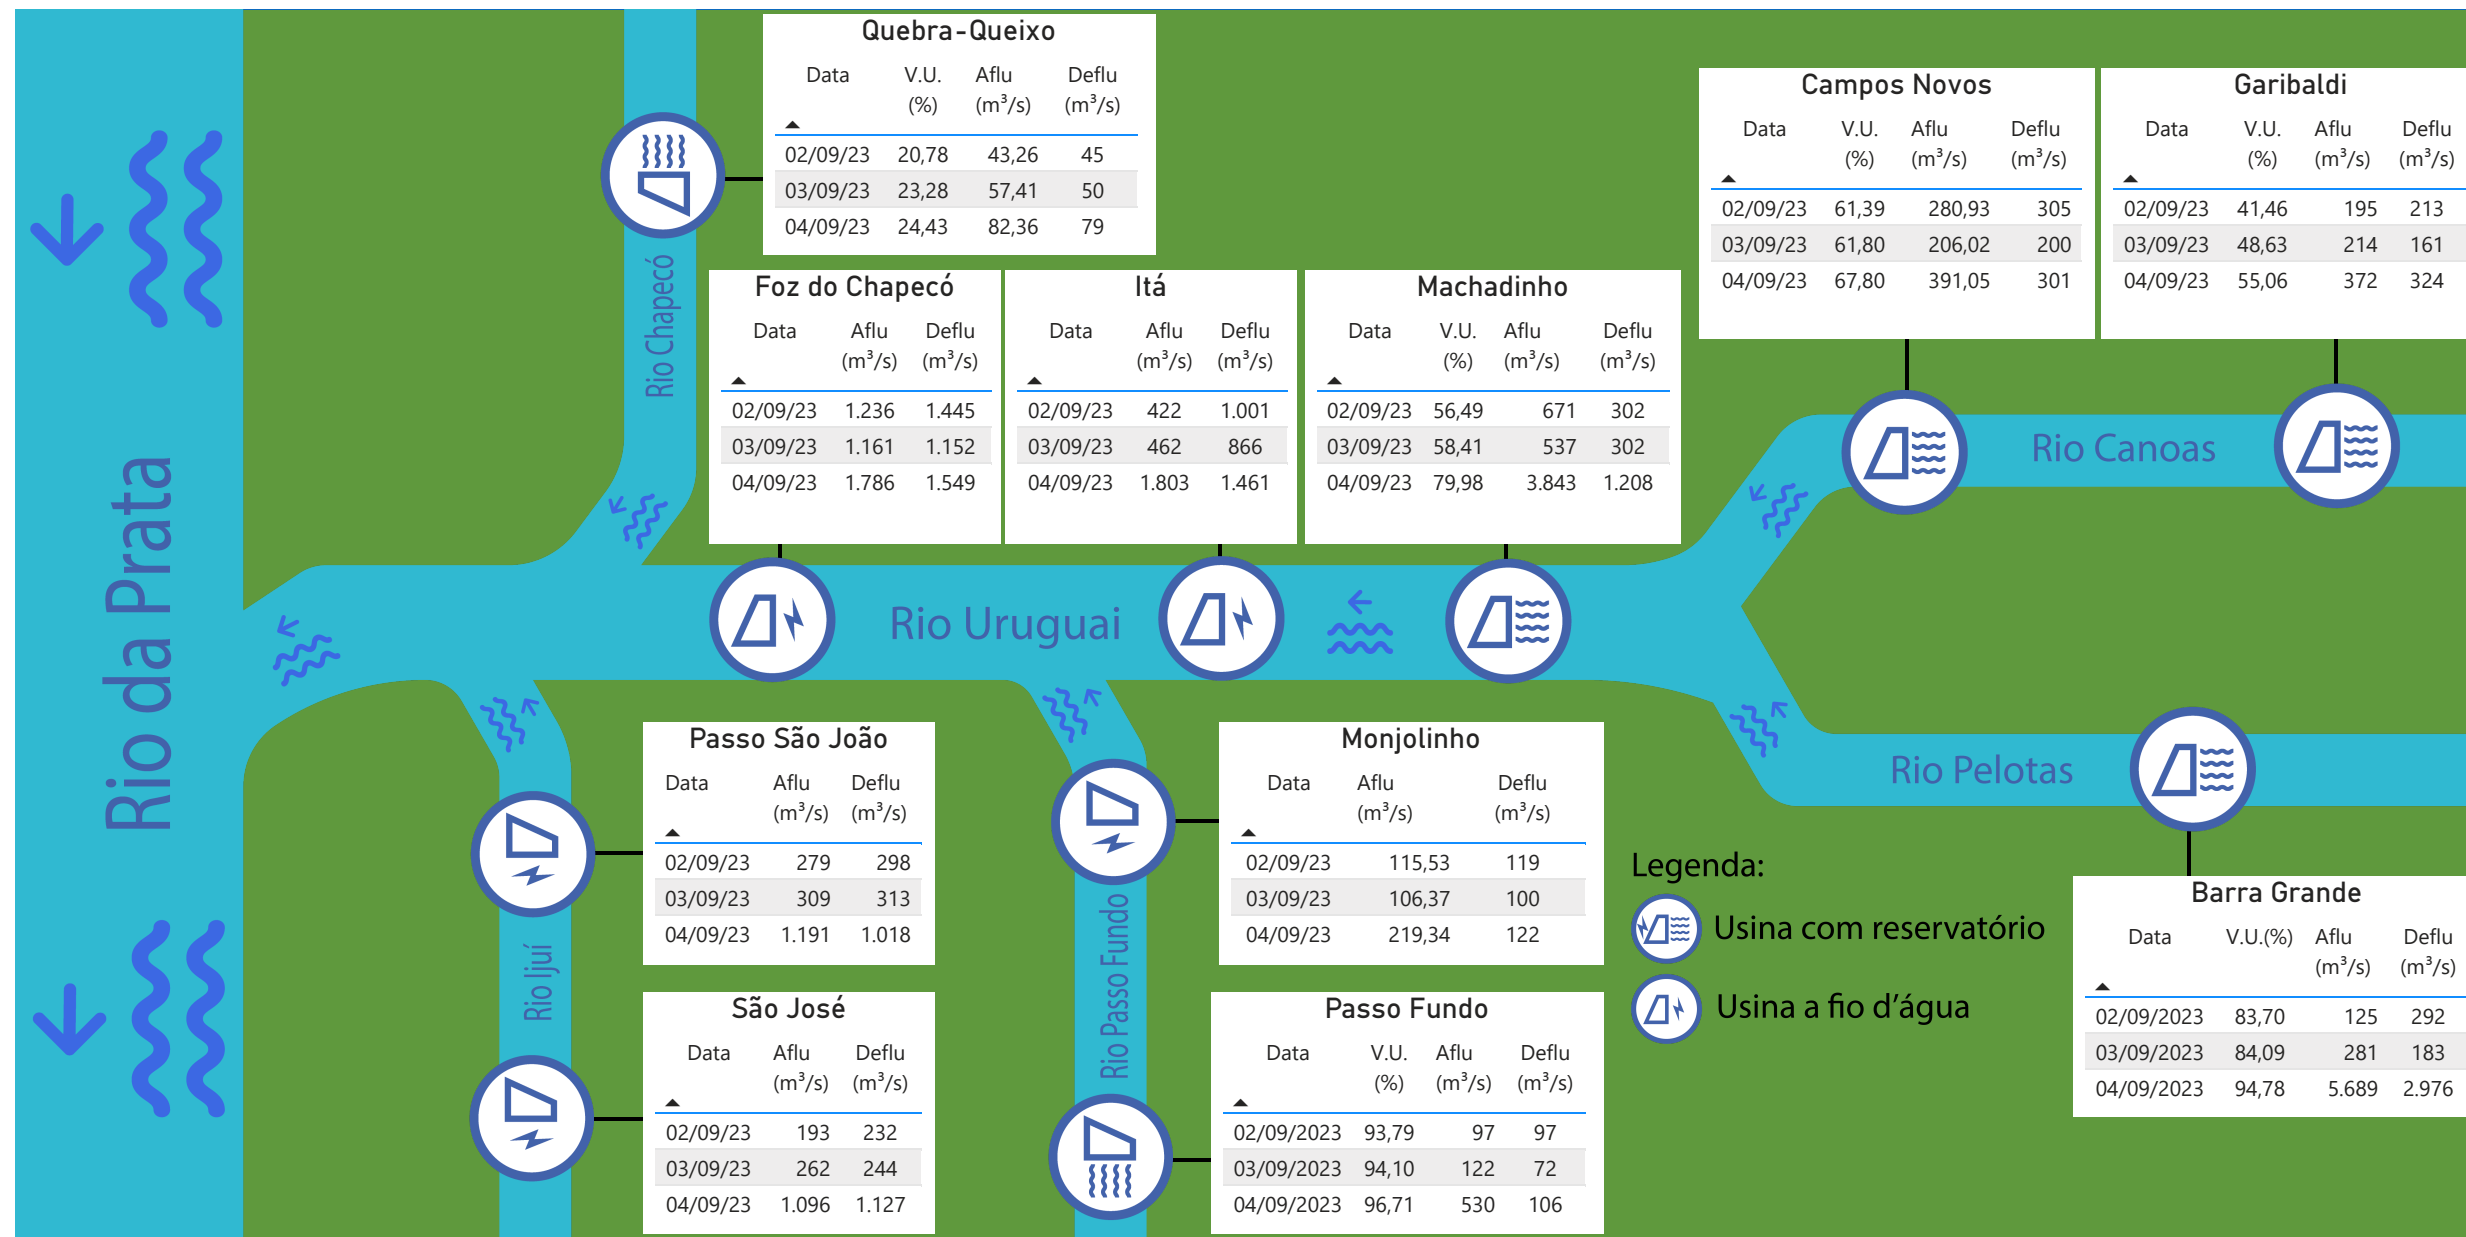 Quebra-Queixo
Data V.U. Aflu Deflu
(%) (m³/s) (m³/s)
02/09/23 20,78 43,26 45
03/09/23 23,28 57,41 50
04/09/23 24,43 82,36 79
Campos Novos
Data V.U. Aflu Deflu
(%) (m³/s) (m³/s)
02/09/23 61,39 280,93 305
03/09/23 61,80 206,02 200
04/09/23 67,80 391,05 301
Garibaldi
Data V.U. Aflu Deflu
(%) (m³/s) (m³/s)
02/09/23 41,46 195 213
03/09/23 48,63 214 161
04/09/23 55,06 372 324
Rio Chapecó
Foz do Chapecó
Data Aflu Deflu
(m³/s) (m³/s)
02/09/23 1.236 1.445
03/09/23 1.161 1.152
04/09/23 1.786 1.549
Itá
Data Aflu Deflu
(m³/s) (m³/s)
02/09/23 422 1.001
03/09/23 462 866
04/09/23 1.803 1.461
Machadinho
Data V.U. Aflu Deflu
(%) (m³/s) (m³/s)
02/09/23 56,49 671 302
03/09/23 58,41 537 302
04/09/23 79,98 3.843 1.208
Rio Canoas
Rio da Prata
Rio Uruguai
Rio Pelotas
Passo São João
Data Aflu Deflu
(m³/s) (m³/s)
02/09/23 279 298
03/09/23 309 313
04/09/23 1.191 1.018
Monjolinho
Data Aflu Deflu
(m³/s) (m³/s)
02/09/23 115,53 119
03/09/23 106,37 100
04/09/23 219,34 122
Legenda:
Usina com reservatório
Usina a fio d’água
Barra Grande
Data V.U.(%) Aflu Deflu
(m³/s) (m³/s)
02/09/2023 83,70 125 292
03/09/2023 84,09 281 183
04/09/2023 94,78 5.689 2.976
Rio Ijuí
Rio Passo Fundo
São José
Data Aflu Deflu
(m³/s) (m³/s)
02/09/23 193 232
03/09/23 262 244
04/09/23 1.096 1.127
Passo Fundo
Data V.U. Aflu Deflu
(%) (m³/s) (m³/s)
02/09/2023 93,79 97 97
03/09/2023 94,10 122 72
04/09/2023 96,71 530 106